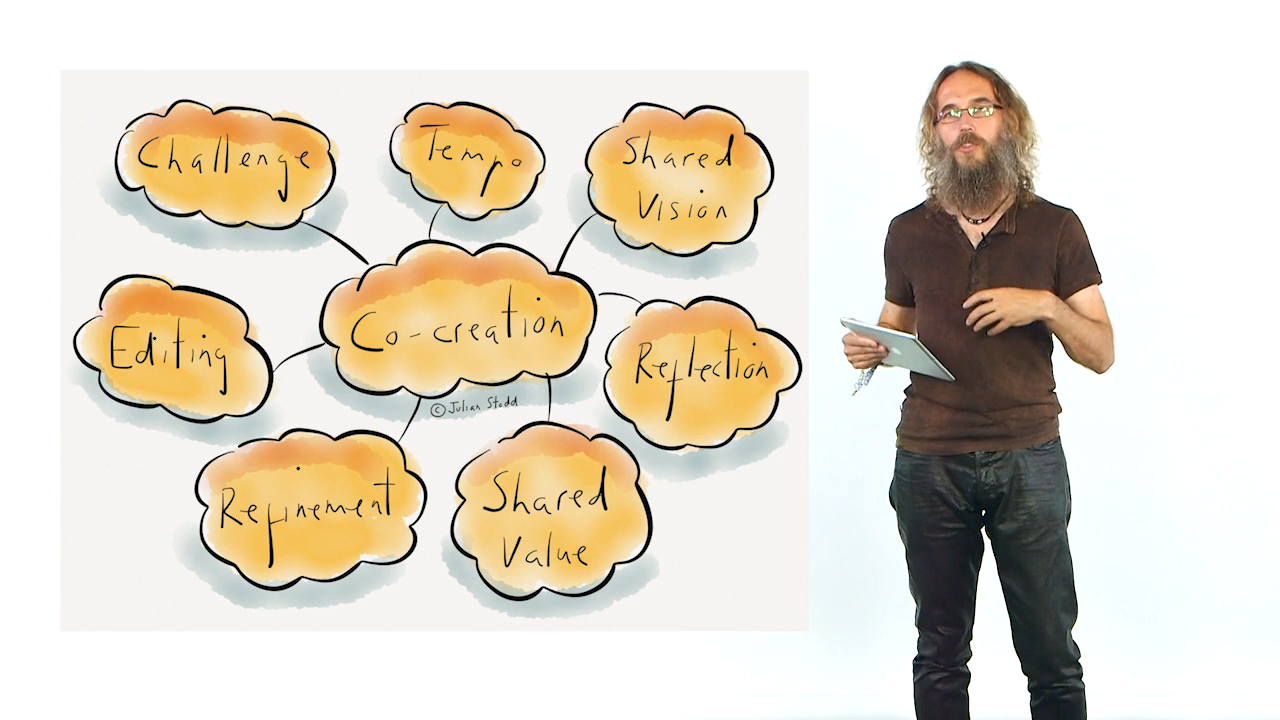 Challenge
Tempo
Shared
Vision
Editing
Co-creation
Reflection
© Julian Stodd
Refinement
Shared
Value